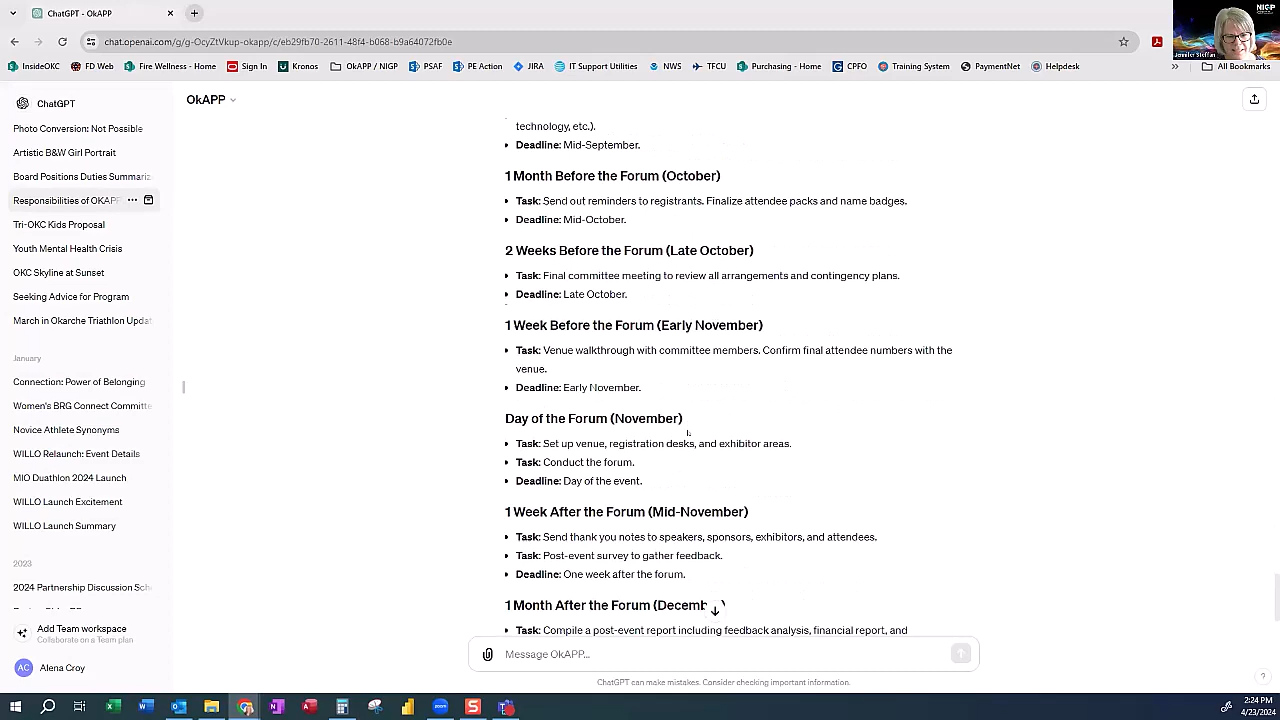 ChatGPT - OkAPP
NIGP
chat.openai.com/g/g-OcyZtVkup-okapp/c/eb29fb70-2611-48f4-b068-b9a64072fb0e
Jennifer Steffan
InsideOKC
FD Web
Fire Wellness - Home
Sign In
Kronos
OkAPP / NIGP
PSAF
PE Admin
JIRA
IT Support Utilities
NWS
TFCU
Purchasing - Home
CPFO
Training System
PaymentNet
Helpdesk
All Bookmarks
ChatGPT
OkAPP
Photo Conversion: Not Possible
Artistic B&W Girl Portrait
Board Positions Duties Summariz
Responsibilities of OKAPP
Tri-OKC Kids Proposal
Youth Mental Health Crisis
OKC Skyline at Sunset
Seeking Advice for Program
March in Okarche Triathlon Updat
January
Connection: Power of Belonging
Women's BRG Connect Committe
Novice Athlete Synonyms
WILLO Relaunch: Event Details
MIO Duathlon 2024 Launch
WILLO Launch Excitement
WILLO Launch Summary
2023
2024 Partnership Discussion Sch
Add Team workspace
Collaborate on a Team plan
AC Alena Croy
technology, etc.).
Deadline: Mid-September.
1 Month Before the Forum (October)
Task: Send out reminders to registrants. Finalize attendee packs and name badges.
Deadline: Mid-October.
2 Weeks Before the Forum (Late October)
Task: Final committee meeting to review all arrangements and contingency plans.
Deadline: Late October.
1 Week Before the Forum (Early November)
Task: Venue walkthrough with committee members. Confirm final attendee numbers with the
venue.
Deadline: Early November.
Day of the Forum (November)
Task: Set up venue, registration desks, and exhibitor areas.
Task: Conduct the forum.
Deadline: Day of the event.
1 Week After the Forum (Mid-November)
Task: Send thank you notes to speakers, sponsors, exhibitors, and attendees.
Task: Post-event survey to gather feedback.
Deadline: One week after the forum.
1 Month After the Forum (Decemb
Task: Compile a post-event report including feedback analysis, financial report, and
Message OkAPP...
ChatGPT can make mistakes. Consider checking important information.
?
2:24 PM
4/23/2024